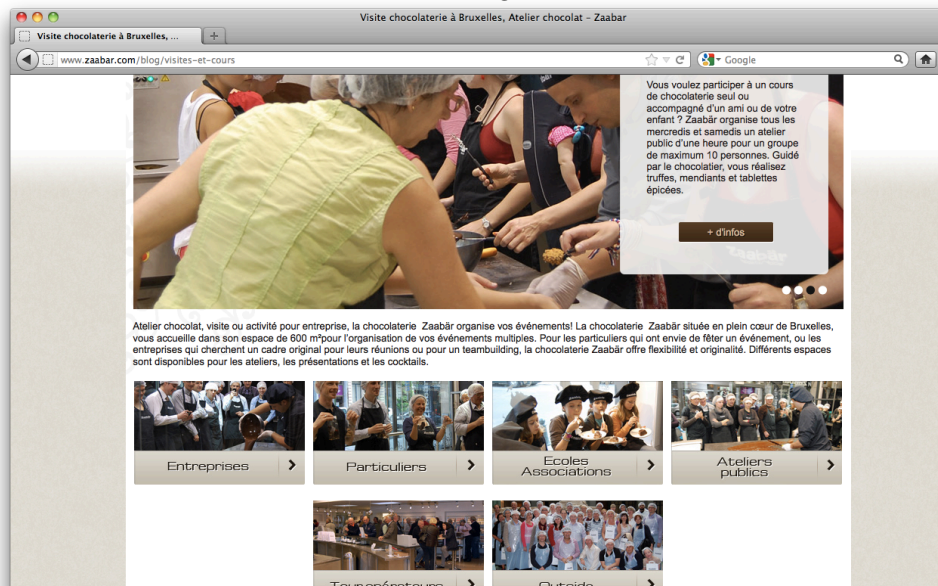 Visite chocolaterie à Bruxelles, Atelier chocolat – Zaabar
Visite chocolaterie à Bruxelles, ...
www.zaabar.com/blog/visites-et-cours
Google
Vous voulez participer à un cours
de chocolaterie seul ou
accompagné d'un ami ou de votre
enfant ? Zaabär organise tous les
mercredis et samedis un atelier
public d'une heure pour un groupe
de maximum 10 personnes. Guidé
par le chocolatier, vous réalisez
truffes, mendiants et tablettes
épicées.
+ d'infos
Atelier chocolat, visite ou activité pour entreprise, la chocolaterie Zaabär organise vos événements! La chocolaterie Zaabär située en plein cœur de Bruxelles,
vous accueille dans son espace de 600 m²pour l'organisation de vos événements multiples. Pour les particuliers qui ont envie de fêter un événement, ou les
entreprises qui cherchent un cadre original pour leurs réunions ou pour un teambuilding, la chocolaterie Zaabär offre flexibilité et originalité. Différents espaces
sont disponibles pour les ateliers, les présentations et les cocktails.
Entreprises
Particuliers
Ecoles
Associations
Ateliers
publics
Tour opérateurs
Outside